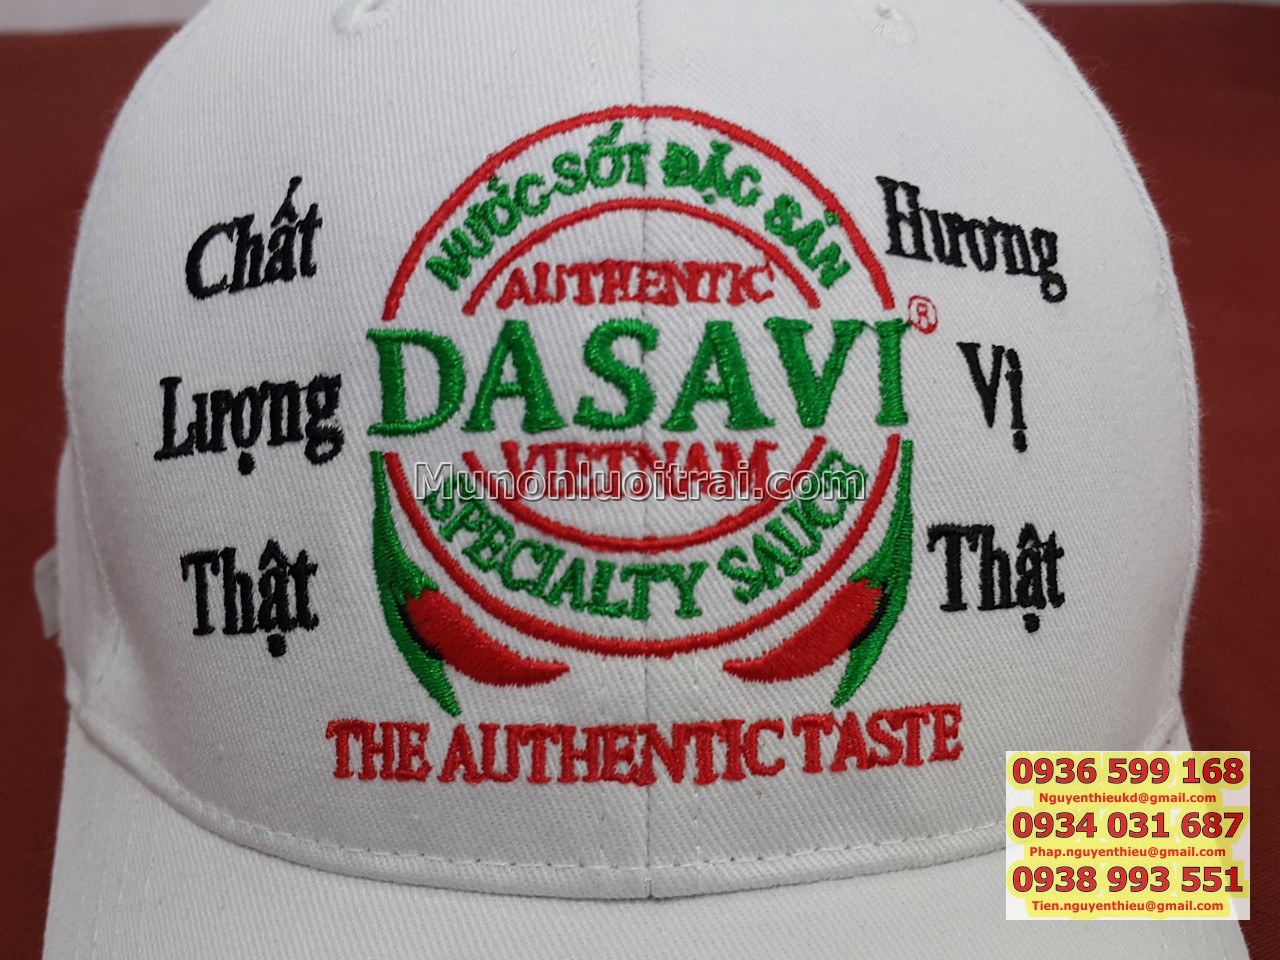 Chất
Lượng
Thật
NƯỚC SỐT ĐẶC SẢN
AUTHENTIC
DASAVI®
VIETNAM
SPECIALTY SAUCE
THE AUTHENTIC TASTE
Hương
Vị
Thật
Munonluoitrai.com
0936 599 168
Nguyenthieukd@gmail.com
0934 031 687
Phap.nguyenthieu@gmail.com
0938 993 551
Tien.nguyenthieu@gmail.com